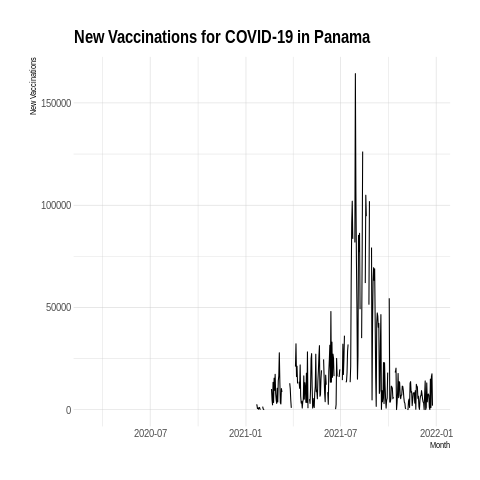 New Vaccinations for COVID-19 in Panama
New Vaccinations
150000
100000
50000
0
2020-07
2021-01
2021-07
2022-01
Month